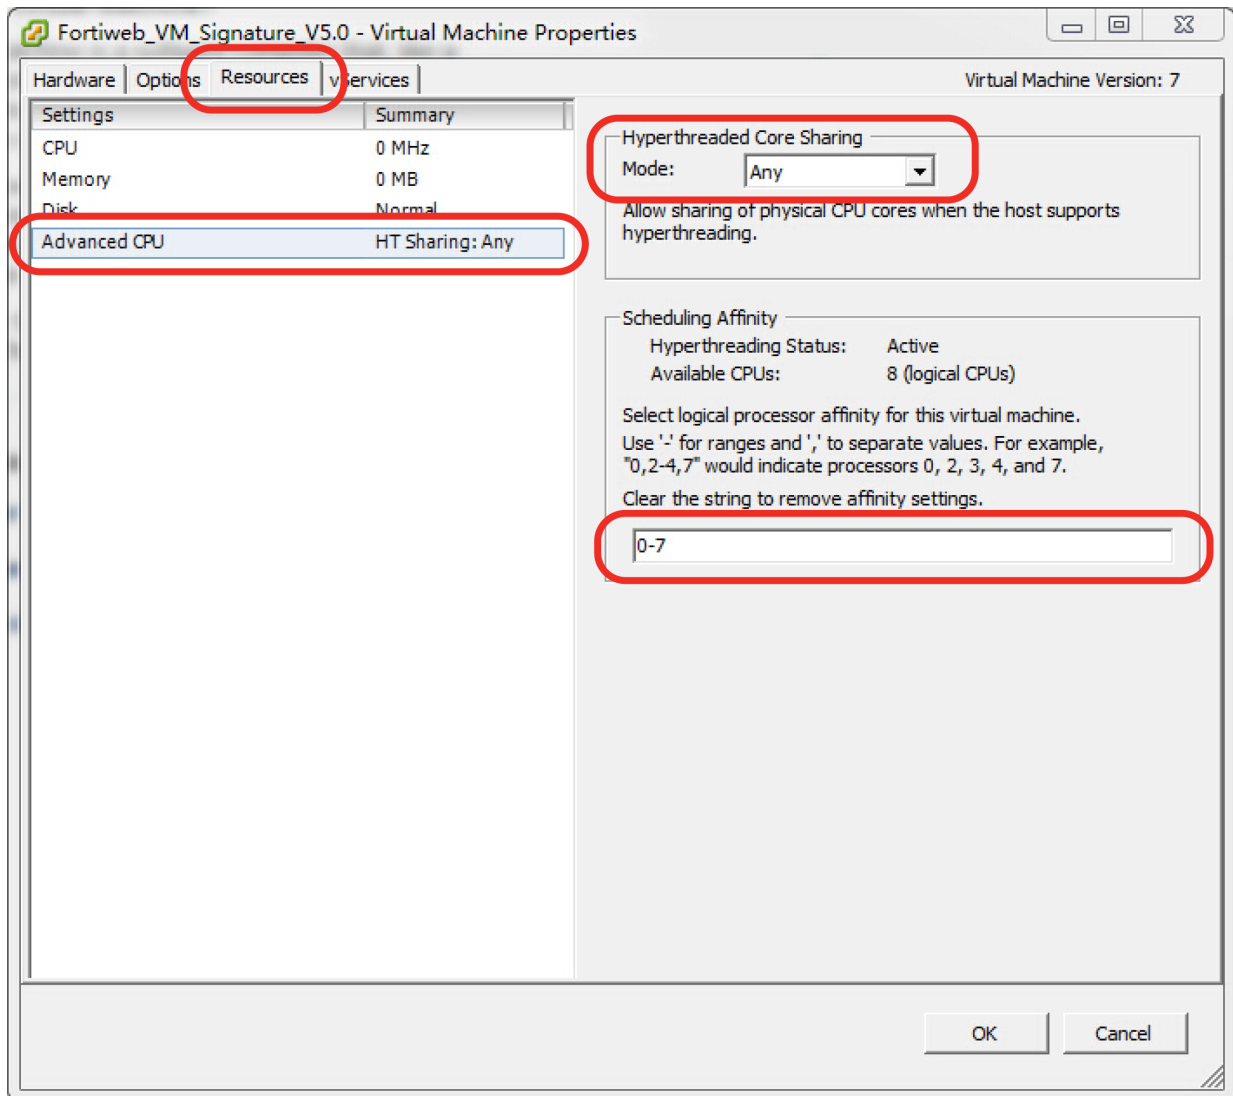 Fortiweb_VM_Signature_V5.0 - Virtual Machine Properties
Hardware Options Resources vServices Virtual Machine Version: 7
Settings Summary
CPU 0 MHz
Memory 0 MB
Disk Normal
Advanced CPU HT Sharing: Any
Hyperthreaded Core Sharing
Mode: Any
Allow sharing of physical CPU cores when the host supports
hyperthreading.
Scheduling Affinity
Hyperthreading Status: Active
Available CPUs: 8 (logical CPUs)
Select logical processor affinity for this virtual machine.
Use '-' for ranges and ',' to separate values. For example,
"0,2-4,7" would indicate processors 0, 2, 3, 4, and 7.
Clear the string to remove affinity settings.
0-7
OK Cancel